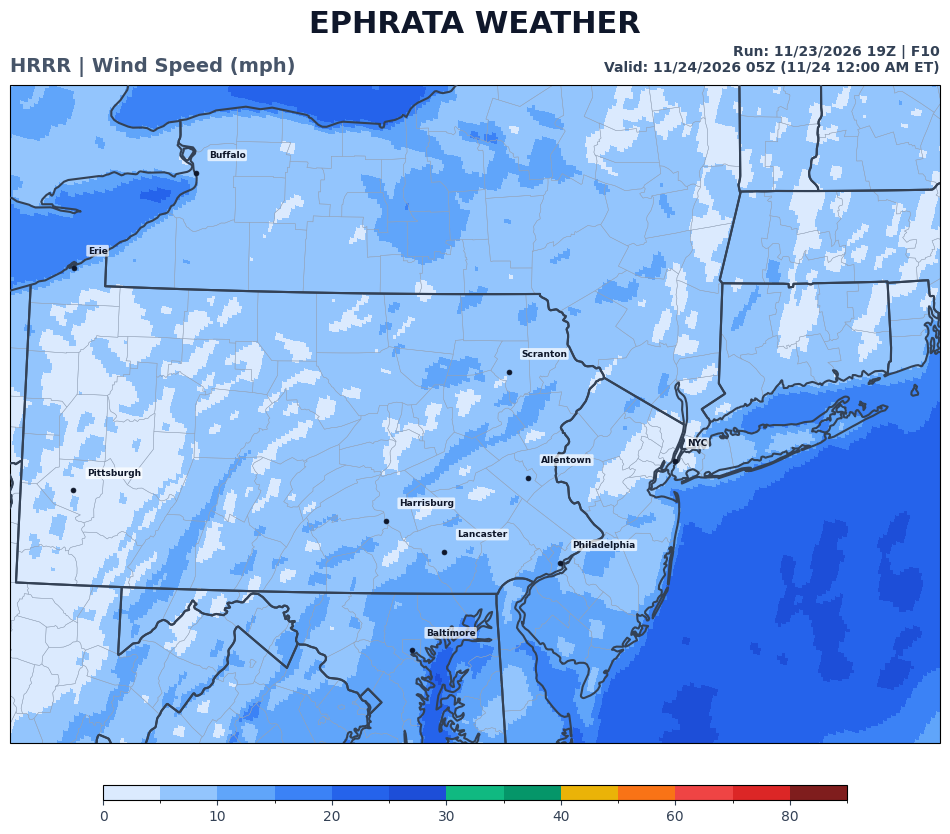 EPHRATA WEATHER
HRRR | Wind Speed (mph)
Run: 11/23/2026 19Z | F10
Valid: 11/24/2026 05Z (11/24 12:00 AM ET)
Buffalo
Erie
Scranton
NYC
Pittsburgh
Allentown
Harrisburg
Lancaster
Philadelphia
Baltimore
0 10 20 30 40 60 80